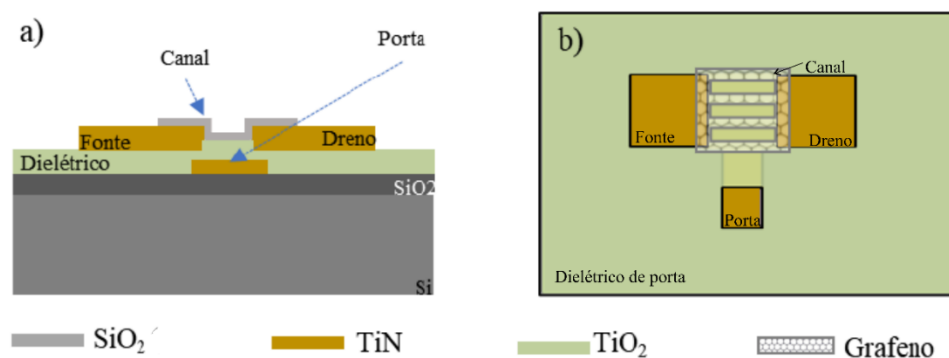 a)
Canal
Porta
Fonte
Dreno
Dielétrico
SiO2
Si
b)
Canal
Fonte
Dreno
Porta
Dielétrico de porta
SiO₂
TiN
TiO₂
Grafeno